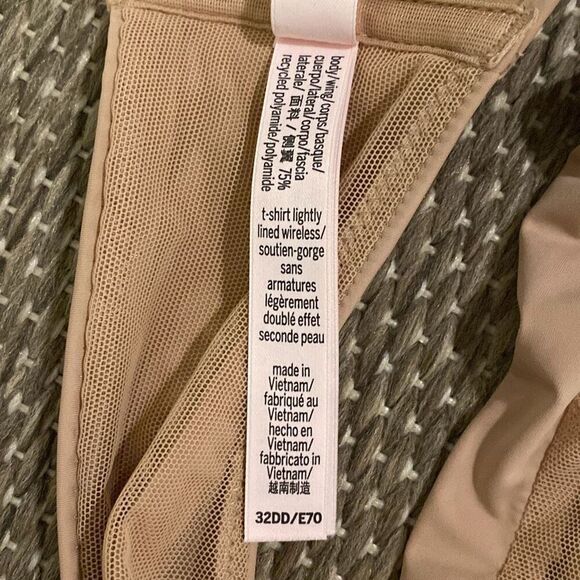 body/wing/corps/basque/
cuerpo/lateral/corpo/fascia
laterale/ 面料 / 侧翼 75%
recycled polyamide/polyamide
t-shirt lightly
lined wireless/
soutien-gorge
sans
armatures
légèrement
doublé effet
seconde peau
made in
Vietnam/
fabriqué au
Vietnam/
hecho en
Vietnam/
fabbricato in
Vietnam/
越南制造
32DD/E70